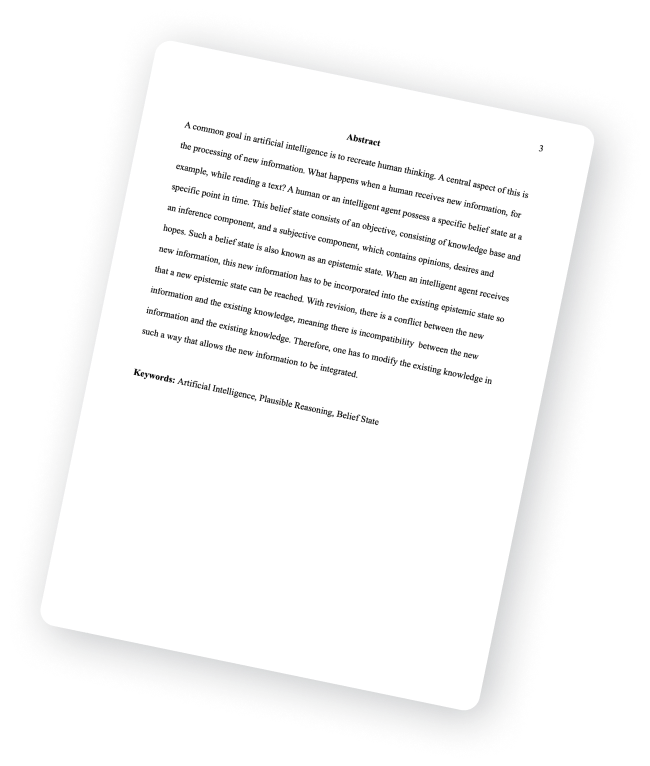 3
Abstract
A common goal in artificial intelligence is to recreate human thinking. A central aspect of this is
the processing of new information. What happens when a human receives new information, for
example, while reading a text? A human or an intelligent agent possess a specific belief state at a
specific point in time. This belief state consists of an objective, consisting of knowledge base and
an inference component, and a subjective component, which contains opinions, desires and
hopes. Such a belief state is also known as an epistemic state. When an intelligent agent receives
new information, this new information has to be incorporated into the existing epistemic state so
that a new epistemic state can be reached. With revision, there is a conflict between the new
information and the existing knowledge, meaning there is incompatibility between the new
information and the existing knowledge. Therefore, one has to modify the existing knowledge in
such a way that allows the new information to be integrated.
Keywords: Artificial Intelligence, Plausible Reasoning, Belief State